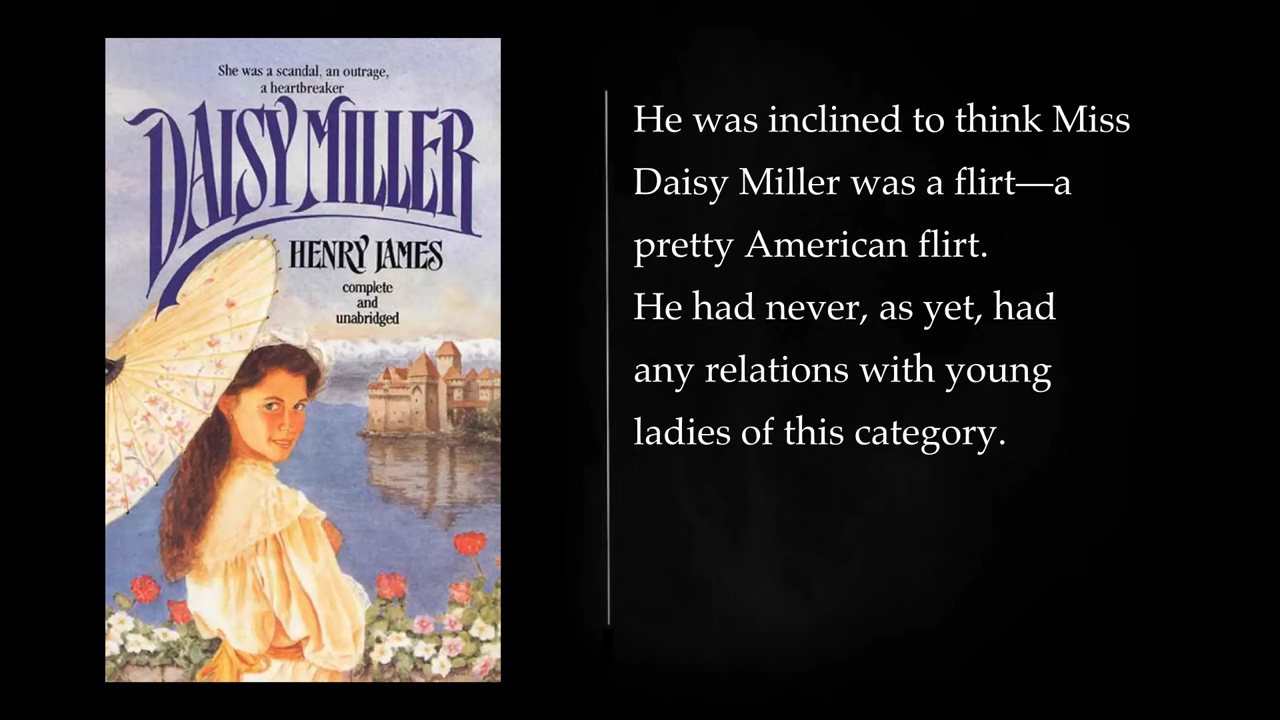 She was a scandal, an outrage,
a heartbreaker
DAISY MILLER
HENRY JAMES
complete
and
unabridged
He was inclined to think Miss
Daisy Miller was a flirt—a
pretty American flirt.
He had never, as yet, had
any relations with young
ladies of this category.